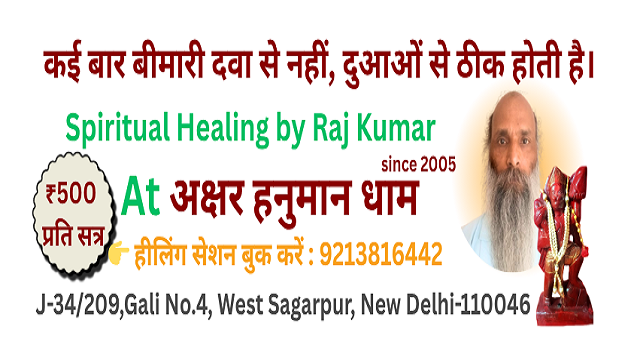 कई बार बीमारी दवा से नहीं, दुआओं से ठीक होती है।
Spiritual Healing by Raj Kumar
since 2005
₹500
प्रति सत्र
At अक्षर हनुमान धाम
👉 हीलिंग सेशन बुक करें : 9213816442
J-34/209,Gali No.4, West Sagarpur, New Delhi-110046